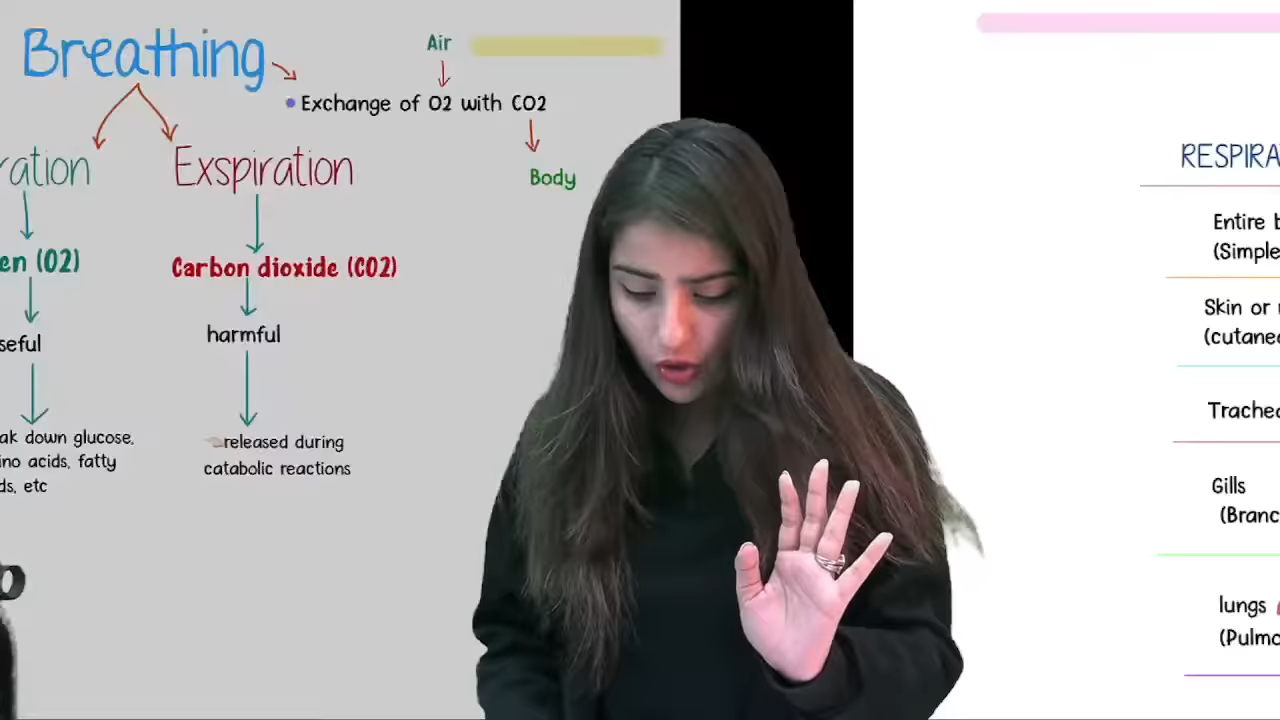 Breathing
Air
Exchange of O2 with CO2
Body
ration
Exspiration
en (O2)
Carbon dioxide (CO2)
seful
harmful
ak down glucose,
ino acids, fatty
ds, etc
released during
catabolic reactions
RESPIRA
Entire b
(Simple
Skin or
(cutaneo
Trachea
Gills
(Branc
lungs
(Pulmo